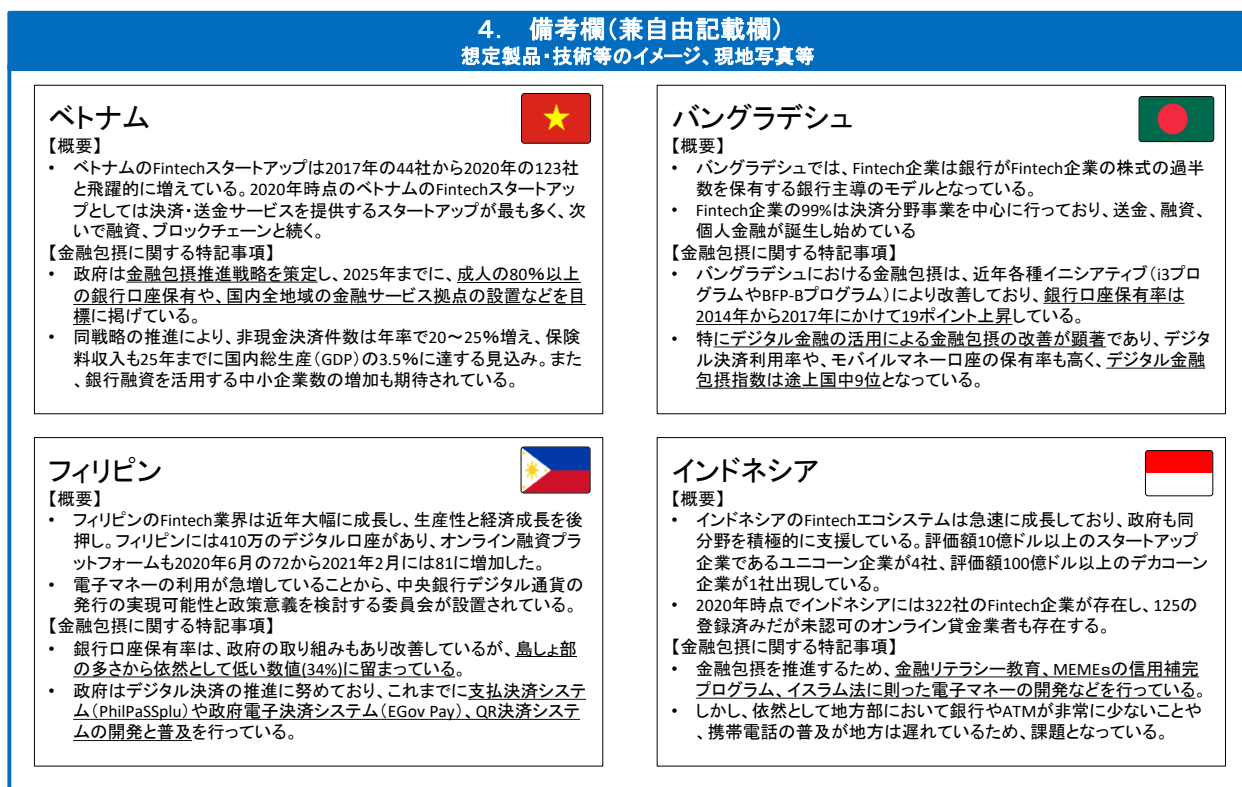 4. 備考欄(兼自由記載欄)
想定製品・技術等のイメージ、現地写真等
ベトナム
【概要】
• ベトナムのFintechスタートアップは2017年の44社から2020年の123社
と飛躍的に増えている。2020年時点のベトナムのFintechスタートアッ
プとしては決済・送金サービスを提供するスタートアップが最も多く、次
いで融資、ブロックチェーンと続く。
【金融包摂に関する特記事項】
• 政府は金融包摂推進戦略を策定し、2025年までに、成人の80%以上
の銀行口座保有や、国内全地域の金融サービス拠点の設置などを目
標に掲げている。
• 同戦略の推進により、非現金決済件数は年率で20~25%増え、保険
料収入も25年までに国内総生産(GDP)の3.5%に達する見込み。また
、銀行融資を活用する中小企業数の増加も期待されている。
バングラデシュ
【概要】
• バングラデシュでは、Fintech企業は銀行がFintech企業の株式の過半
数を保有する銀行主導のモデルとなっている。
• Fintech企業の99%は決済分野事業を中心に行っており、送金、融資、
個人金融が誕生し始めている
【金融包摂に関する特記事項】
• バングラデシュにおける金融包摂は、近年各種イニシアティブ(i3プロ
グラムやBFP-Bプログラム)により改善しており、銀行口座保有率は
2014年から2017年にかけて19ポイント上昇している。
• 特にデジタル金融の活用による金融包摂の改善が顕著であり、デジタ
ル決済利用率や、モバイルマネー口座の保有率も高く、デジタル金融
包摂指数は途上国中9位となっている。
フィリピン
【概要】
• フィリピンのFintech業界は近年大幅に成長し、生産性と経済成長を後
押し。フィリピンには410万のデジタル口座があり、オンライン融資プラ
ットフォームも2020年6月の72から2021年2月には81に増加した。
• 電子マネーの利用が急増していることから、中央銀行デジタル通貨の
発行の実現可能性と政策意義を検討する委員会が設置されている。
【金融包摂に関する特記事項】
• 銀行口座保有率は、政府の取り組みもあり改善しているが、島しょ部
の多さから依然として低い数値(34%)に留まっている。
• 政府はデジタル決済の推進に努めており、これまでに支払決済システ
ム(PhilPaSSplu)や政府電子決済システム(EGov Pay)、QR決済システ
ムの開発と普及を行っている。
インドネシア
【概要】
• インドネシアのFintechエコシステムは急速に成長しており、政府も同
分野を積極的に支援している。評価額10億ドル以上のスタートアップ
企業であるユニコーン企業が4社、評価額100億ドル以上のデカコーン
企業が1社出現している。
• 2020年時点でインドネシアには322社のFintech企業が存在し、125の
登録済みだが未認可のオンライン貸金業者も存在する。
【金融包摂に関する特記事項】
• 金融包摂を推進するため、金融リテラシー教育、MEMEsの信用補完
プログラム、イスラム法に則った電子マネーの開発などを行っている。
• しかし、依然として地方部において銀行やATMが非常に少ないことや
、携帯電話の普及が地方は遅れているため、課題となっている。